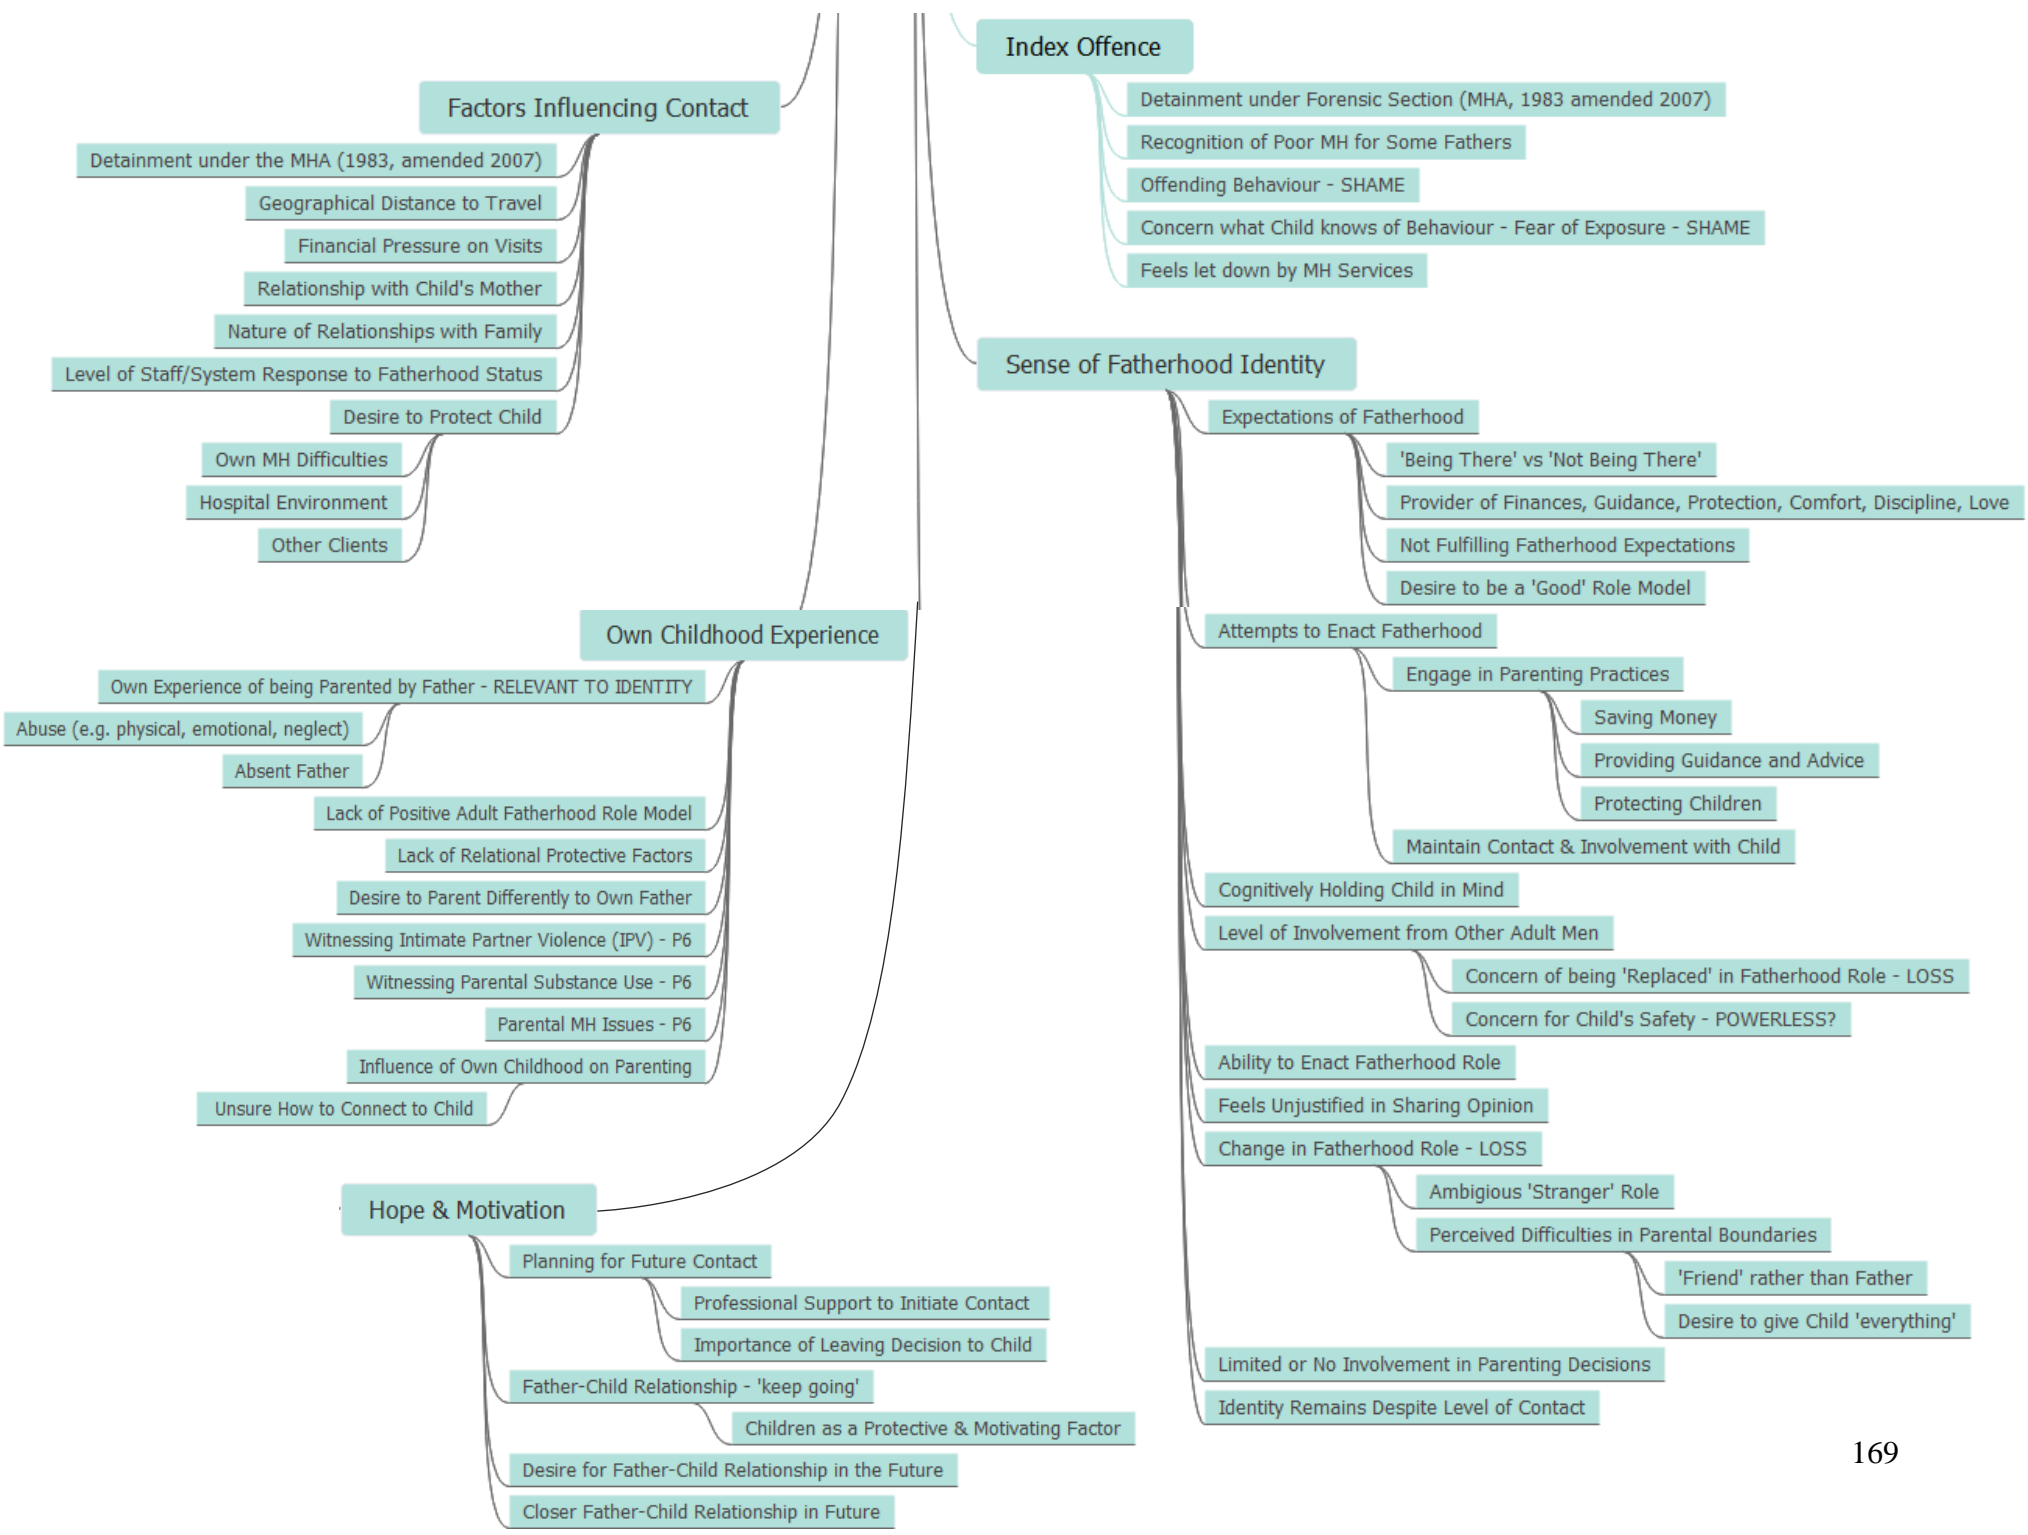 Index Offence
Detainment under Forensic Section (MHA, 1983 amended 2007)
Recognition of Poor MH for Some Fathers
Offending Behaviour - SHAME
Concern what Child knows of Behaviour - Fear of Exposure - SHAME
Feels let down by MH Services
Factors Influencing Contact
Detainment under the MHA (1983, amended 2007)
Geographical Distance to Travel
Financial Pressure on Visits
Relationship with Child's Mother
Nature of Relationships with Family
Level of Staff/System Response to Fatherhood Status
Desire to Protect Child
Own MH Difficulties
Hospital Environment
Other Clients
Sense of Fatherhood Identity
Expectations of Fatherhood
'Being There' vs 'Not Being There'
Provider of Finances, Guidance, Protection, Comfort, Discipline, Love
Not Fulfilling Fatherhood Expectations
Desire to be a 'Good' Role Model
Attempts to Enact Fatherhood
Engage in Parenting Practices
Saving Money
Providing Guidance and Advice
Protecting Children
Maintain Contact & Involvement with Child
Cognitively Holding Child in Mind
Level of Involvement from Other Adult Men
Concern of being 'Replaced' in Fatherhood Role - LOSS
Concern for Child's Safety - POWERLESS?
Ability to Enact Fatherhood Role
Feels Unjustified in Sharing Opinion
Change in Fatherhood Role - LOSS
Ambigious 'Stranger' Role
Perceived Difficulties in Parental Boundaries
'Friend' rather than Father
Desire to give Child 'everything'
Limited or No Involvement in Parenting Decisions
Identity Remains Despite Level of Contact
Own Childhood Experience
Own Experience of being Parented by Father - RELEVANT TO IDENTITY
Abuse (e.g. physical, emotional, neglect)
Absent Father
Lack of Positive Adult Fatherhood Role Model
Lack of Relational Protective Factors
Desire to Parent Differently to Own Father
Witnessing Intimate Partner Violence (IPV) - P6
Witnessing Parental Substance Use - P6
Parental MH Issues - P6
Influence of Own Childhood on Parenting
Unsure How to Connect to Child
Hope & Motivation
Planning for Future Contact
Professional Support to Initiate Contact
Importance of Leaving Decision to Child
Father-Child Relationship - 'keep going'
Children as a Protective & Motivating Factor
Desire for Father-Child Relationship in the Future
Closer Father-Child Relationship in Future
169